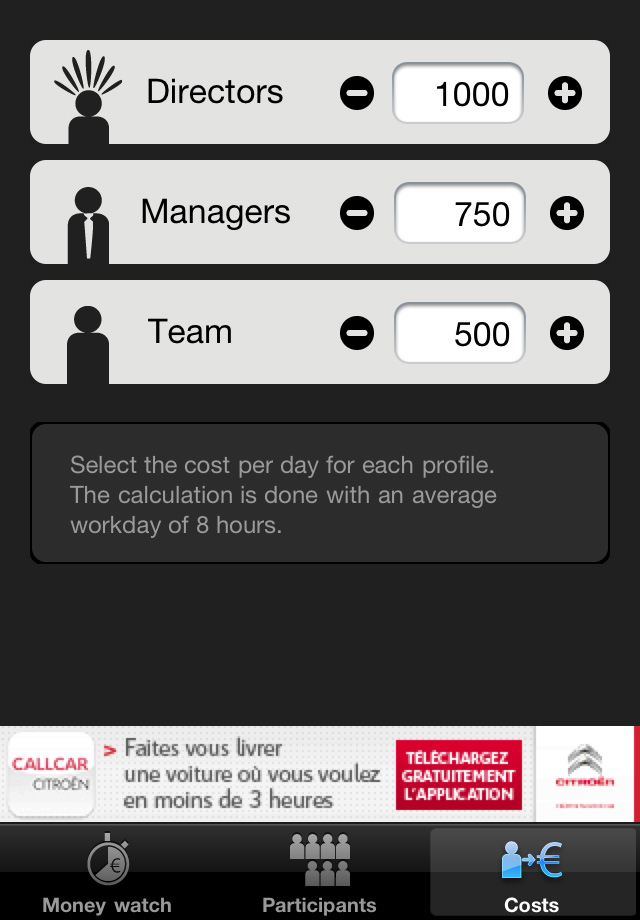 Directors
1000
Managers
750
Team
500
Select the cost per day for each profile.
The calculation is done with an average
workday of 8 hours.
CALLCAR
CITROËN
> Faites vous livrer
une voiture où vous voulez
en moins de 3 heures
TÉLÉCHARGEZ
GRATUITEMENT
L'APPLICATION
CITROËN
€
Money watch
Participants
€
Costs